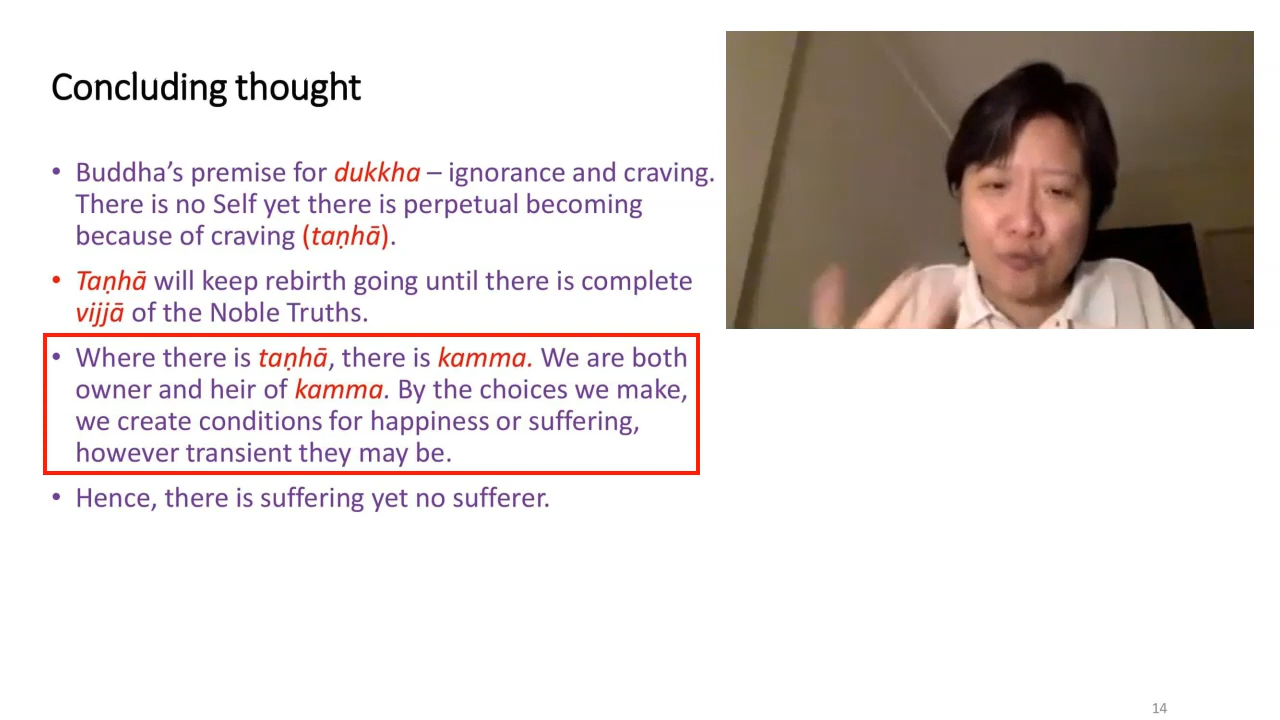 Concluding thought
• Buddha’s premise for dukkha – ignorance and craving.
There is no Self yet there is perpetual becoming
because of craving (taṇhā).
• Taṇhā will keep rebirth going until there is complete
vijjā of the Noble Truths.
• Where there is taṇhā, there is kamma. We are both
owner and heir of kamma. By the choices we make,
we create conditions for happiness or suffering,
however transient they may be.
• Hence, there is suffering yet no sufferer.
14